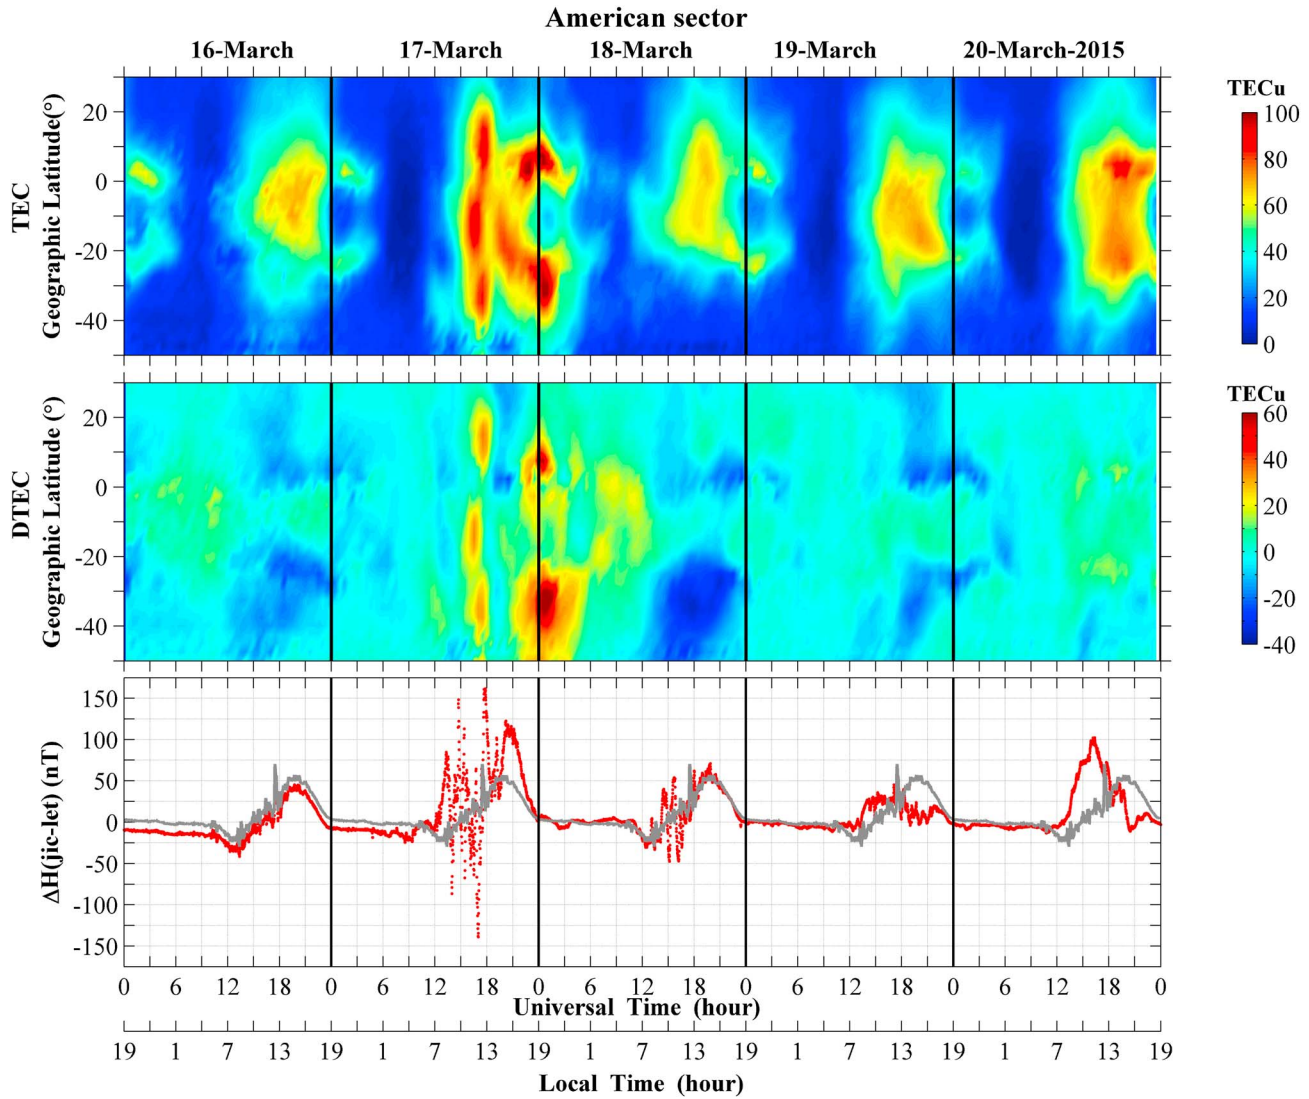 American sector
16-March 17-March 18-March 19-March 20-March-2015
TEC
Geographic Latitude(°)
20
0
-20
-40
TECu
100
80
60
40
20
0
DTEC
Geographic Latitude (°)
20
0
-20
-40
TECu
60
40
20
0
-20
-40
ΔH(jic-let) (nT)
150
100
50
0
-50
-100
-150
0 6 12 18 0 6 12 18 0 6 12 18 0 6 12 18 0 6 12 18 0
Universal Time (hour)
19 1 7 13 19 1 7 13 19 1 7 13 19 1 7 13 19 1 7 13 19
Local Time (hour)